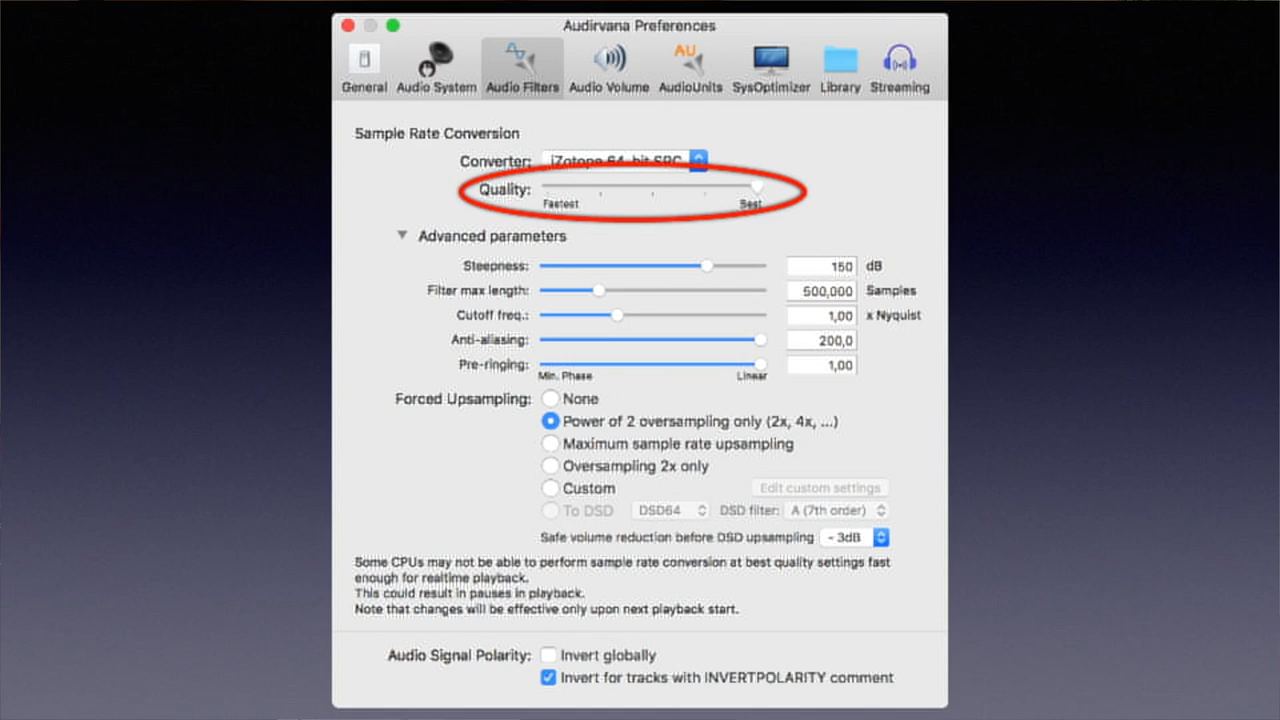 Audirvana Preferences
General Audio System Audio Filters Audio Volume AudioUnits SysOptimizer Library Streaming
AU
Sample Rate Conversion
Converter: iZotope 64-bit SRC
Quality:
Fastest Best
Advanced parameters
Steepness: 150 dB
Filter max length: 500,000 Samples
Cutoff freq.: 1,00 x Nyquist
Anti-aliasing: 200,0
Pre-ringing: 1,00
Min. Phase Linear
Forced Upsampling: None
Power of 2 oversampling only (2x, 4x, ...)
Maximum sample rate upsampling
Oversampling 2x only
Custom Edit custom settings
To DSD DSD64 DSD filter: A (7th order)
Safe volume reduction before DSD upsampling - 3dB
Some CPUs may not be able to perform sample rate conversion at best quality settings fast
enough for realtime playback.
This could result in pauses in playback.
Note that changes will be effective only upon next playback start.
Audio Signal Polarity: Invert globally
Invert for tracks with INVERTPOLARITY comment